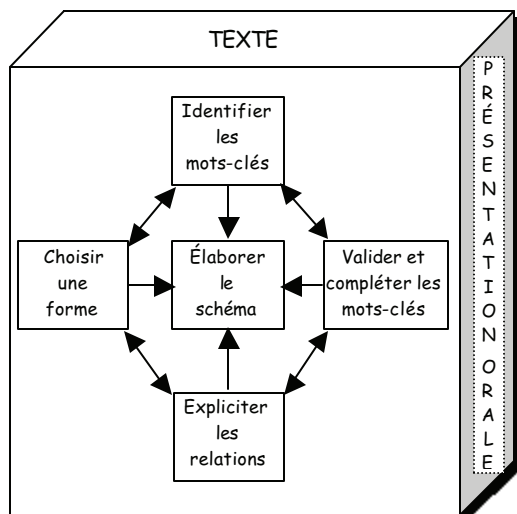 TEXTE
Identifier
les
mots-clés
Choisir
une
forme
Élaborer
le
schéma
Valider et
compléter les
mots-clés
Expliciter
les
relations
PRÉSENTATION ORALE